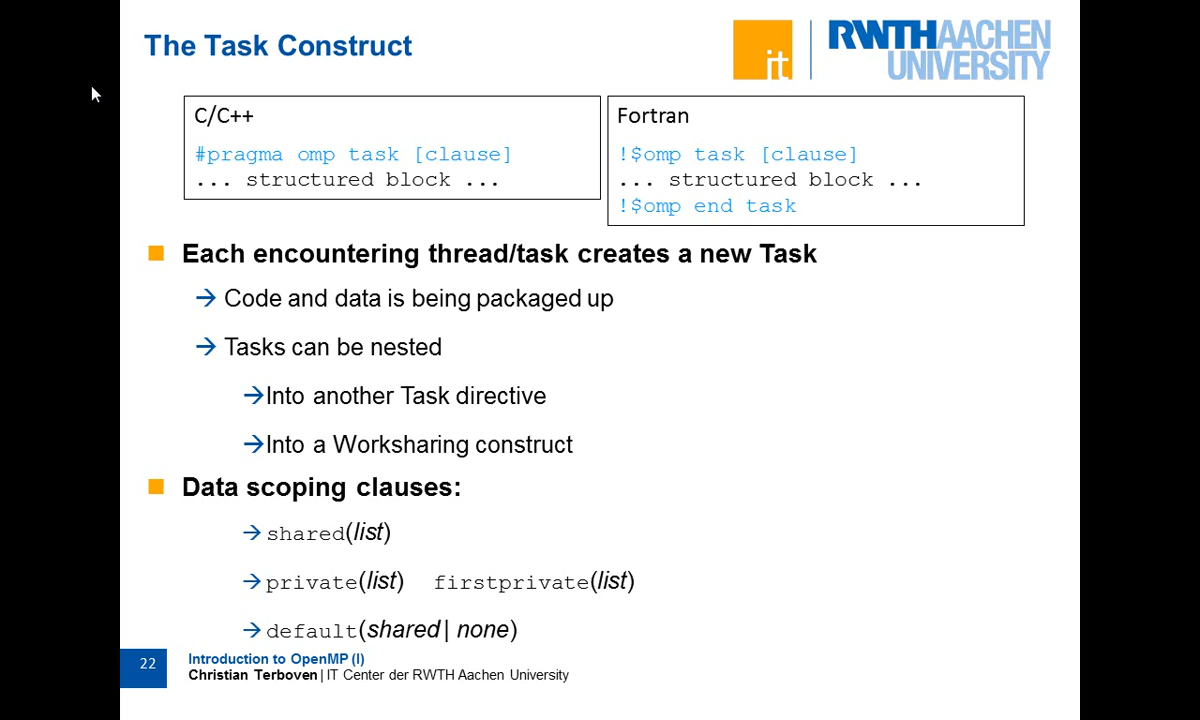 The Task Construct
it
RWTHAACHEN
UNIVERSITY
C/C++
#pragma omp task [clause]
... structured block ...
Fortran
!$omp task [clause]
... structured block ...
!$omp end task
Each encountering thread/task creates a new Task
→ Code and data is being packaged up
→ Tasks can be nested
→Into another Task directive
→Into a Worksharing construct
Data scoping clauses:
→ shared(list)
→ private(list) firstprivate(list)
→ default(shared | none)
22
Introduction to OpenMP (I)
Christian Terboven | IT Center der RWTH Aachen University